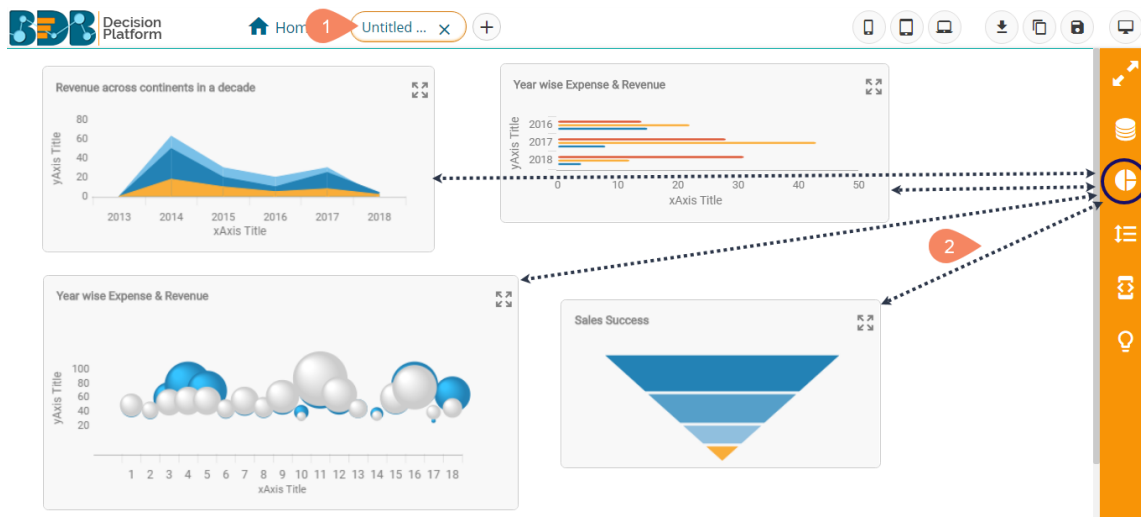 BDB Decision Platform
Home
1
Untitled ...
Revenue across continents in a decade
80
60
40
20
0
yAxis Title
2013 2014 2015 2016 2017 2018
xAxis Title
Year wise Expense & Revenue
yAxis Title
2016
2017
2018
0 10 20 30 40 50
xAxis Title
2
Year wise Expense & Revenue
yAxis Title
100
80
60
40
20
1 2 3 4 5 6 7 8 9 10 11 12 13 14 15 16 17 18
xAxis Title
Sales Success